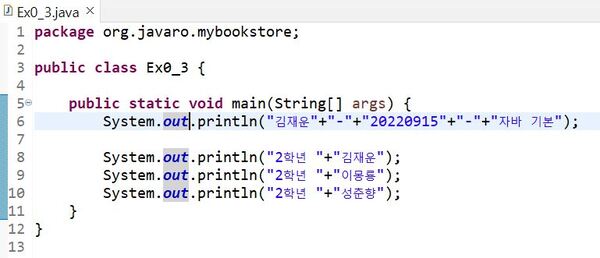 Ex0_3.java
1 package org.javaro.mybookstore;
2
3 public class Ex0_3 {
4
5 public static void main(String[] args) {
6 System.out.println("김재운"+"-"+"20220915"+"-"+"자바 기본");
7
8 System.out.println("2학년 "+"김재운");
9 System.out.println("2학년 "+"이몽룡");
10 System.out.println("2학년 "+"성준향");
11 }
12 }
13